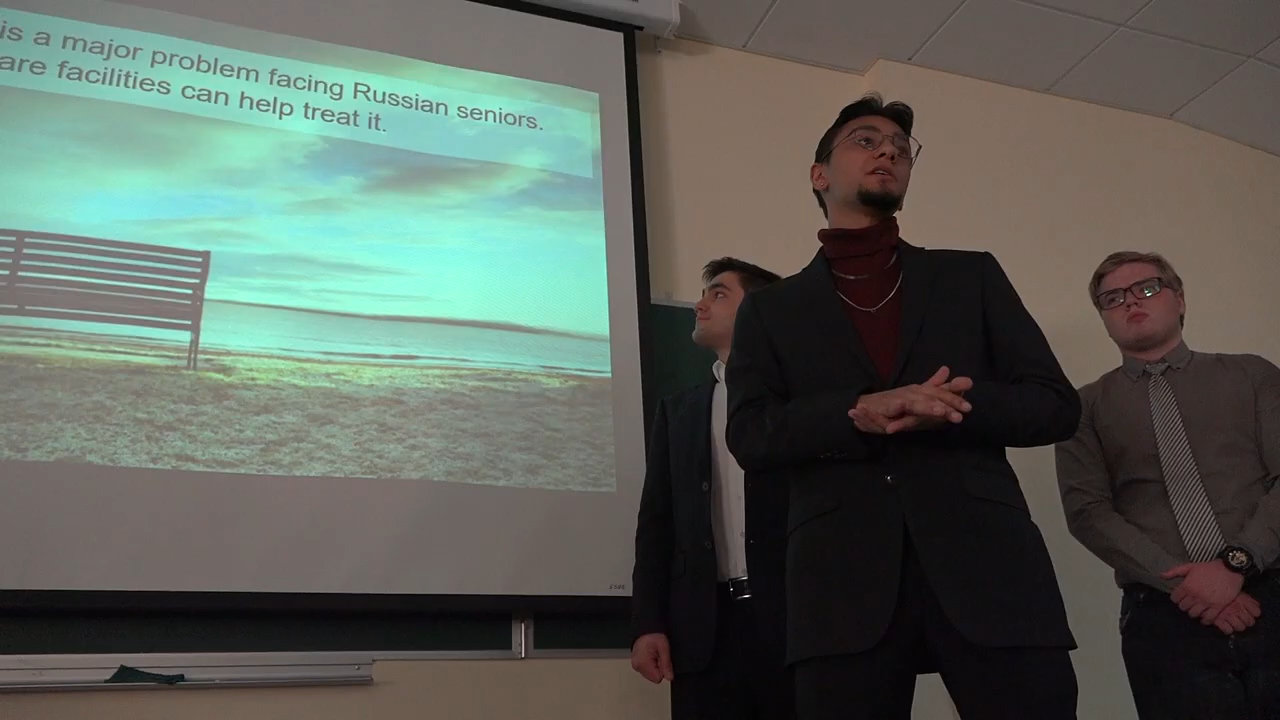 is a major problem facing Russian seniors.
are facilities can help treat it.